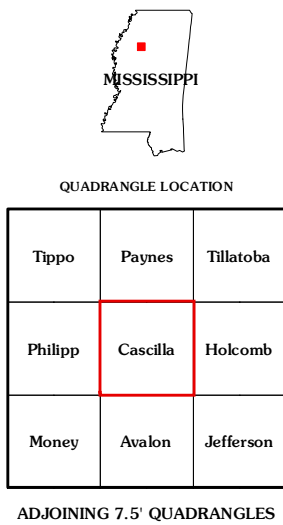 MISSISSIPPI
QUADRANGLE LOCATION
Tippo Paynes Tillatoba
Philipp Cascilla Holcomb
Money Avalon Jefferson
ADJOINING 7.5' QUADRANGLES